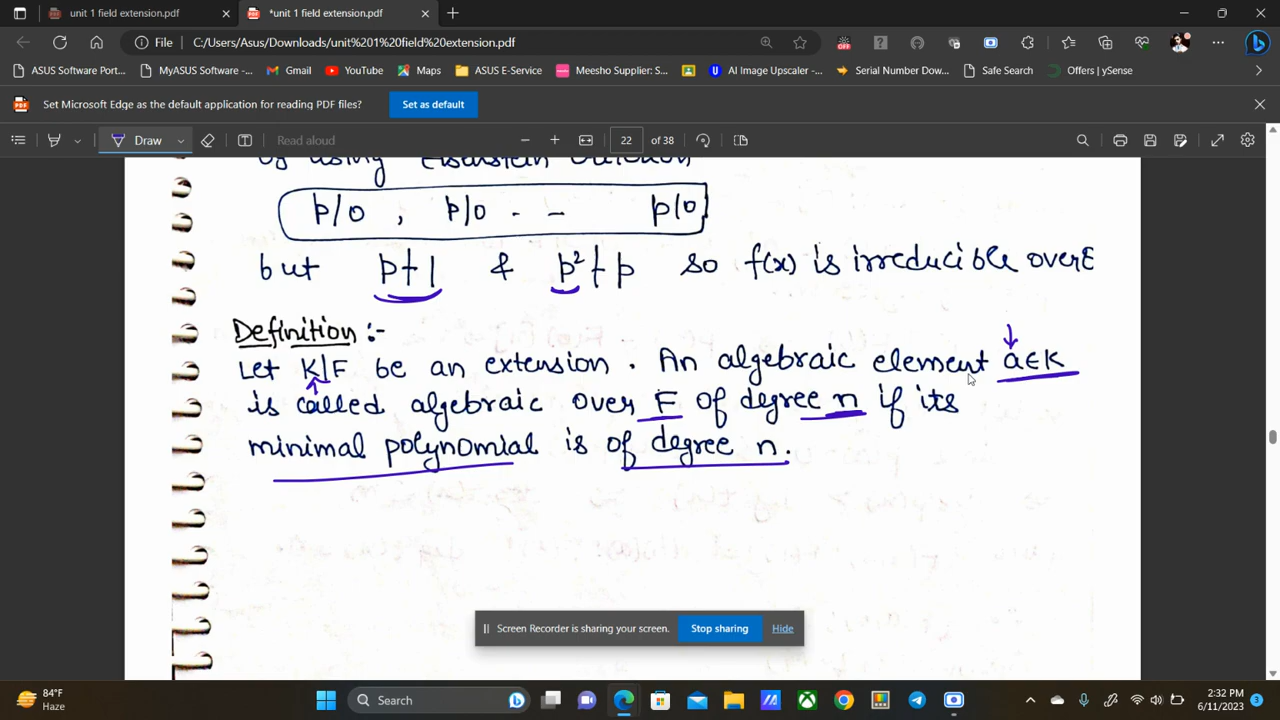 unit 1 field extension.pdf
*unit 1 field extension.pdf
File
C:/Users/Asus/Downloads/unit%201%20field%20extension.pdf
ASUS Software Port...
MyASUS Software -...
Gmail
YouTube
Maps
ASUS E-Service
Meesho Supplier: S...
AI Image Upscaler -...
Serial Number Dow...
Safe Search
Offers | ySense
Set Microsoft Edge as the default application for reading PDF files?
Set as default
Draw
Read aloud
22 of 38
by using Eisenstein
p/0 , p/0 . . – p/0
but p∤1 & p²∤p so f(x) is irreducible over
Definition :-
Let K|F be an extension. An algebraic element a∈K
is called algebraic over F of degree n if its
minimal polynomial is of degree n.
Screen Recorder is sharing your screen.
Stop sharing
Hide
84°F
Haze
Search
2:32 PM
6/11/2023